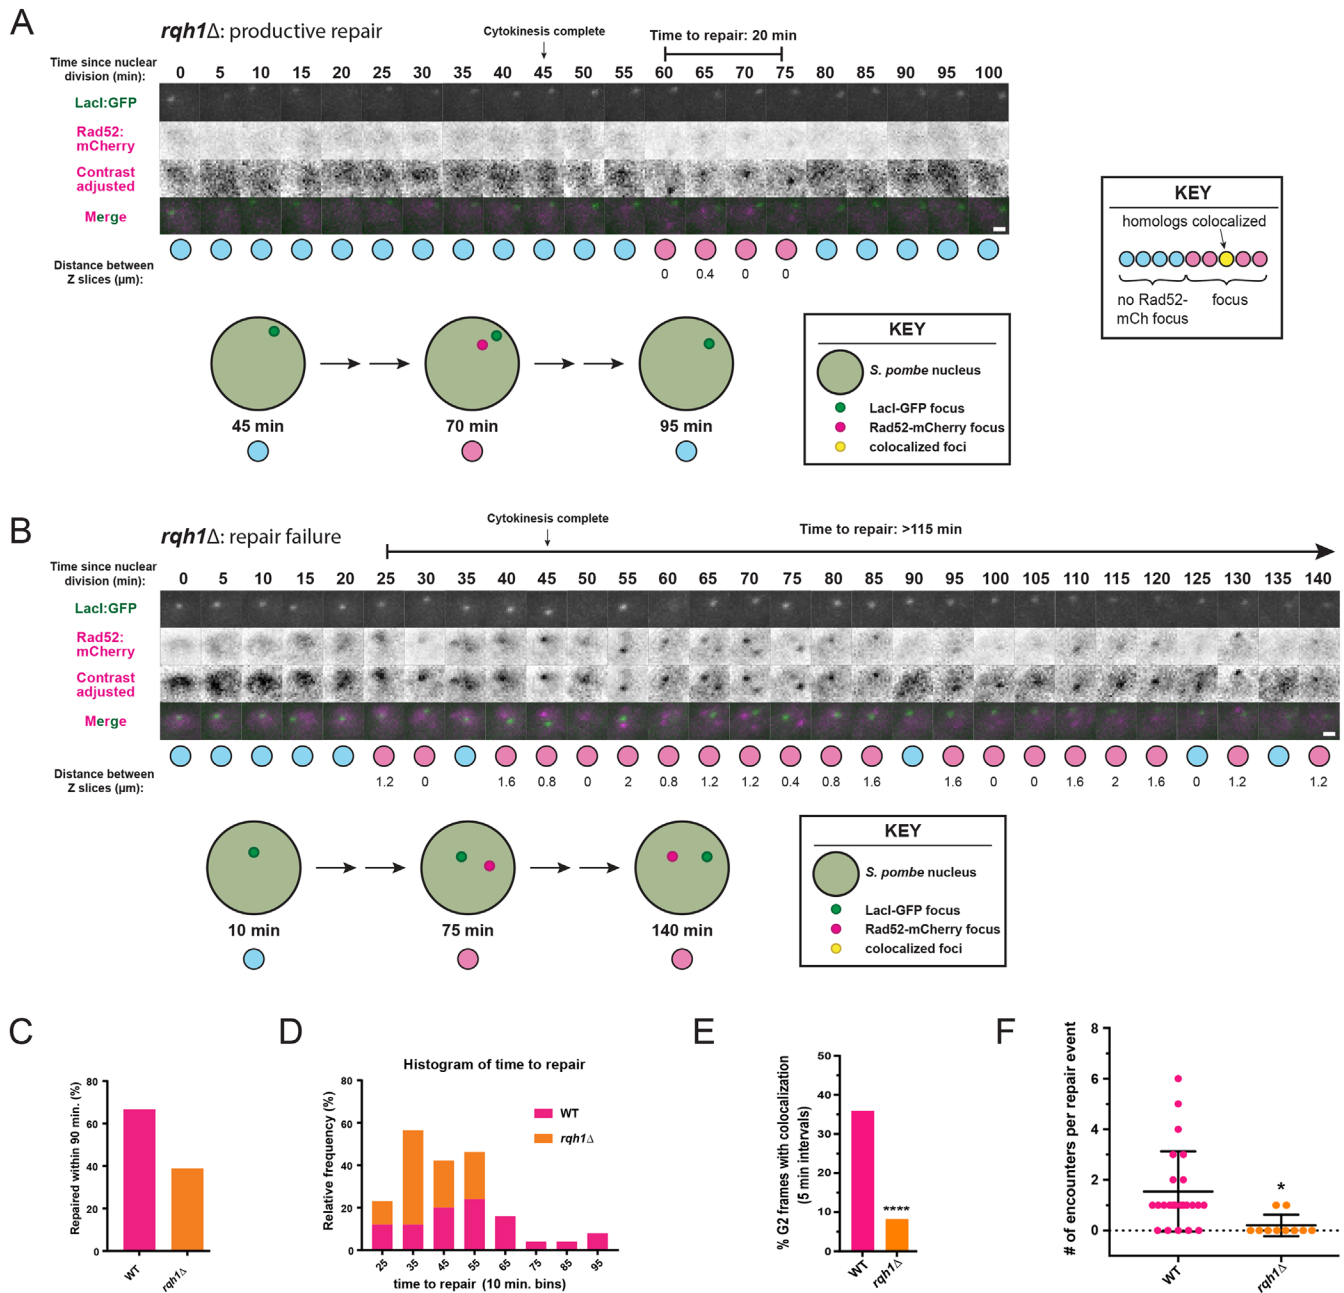 A
rqh1Δ: productive repair
Cytokinesis complete
Time to repair: 20 min
Time since nuclear
division (min):
0 5 10 15 20 25 30 35 40 45 50 55 60 65 70 75 80 85 90 95 100
LacI:GFP
Rad52:
mCherry
Contrast
adjusted
Merge
Distance between
Z slices (µm):
0 0.4 0 0
45 min
70 min
95 min
KEY
S. pombe nucleus
LacI-GFP focus
Rad52-mCherry focus
colocalized foci
KEY
homologs colocalized
no Rad52-
mCh focus
focus
B
rqh1Δ: repair failure
Cytokinesis complete
Time to repair: >115 min
Time since nuclear
division (min):
0 5 10 15 20 25 30 35 40 45 50 55 60 65 70 75 80 85 90 95 100 105 110 115 120 125 130 135 140
LacI:GFP
Rad52:
mCherry
Contrast
adjusted
Merge
Distance between
Z slices (µm):
1.2 0 1.6 0.8 0 2 0.8 1.2 1.2 0.4 0.8 1.6 1.6 0 0 1.6 2 1.6 0 1.2 1.2
10 min
75 min
140 min
KEY
S. pombe nucleus
LacI-GFP focus
Rad52-mCherry focus
colocalized foci
C
Repaired within 90 min. (%)
80
60
40
20
0
WT
rqh1Δ
D
Histogram of time to repair
Relative frequency (%)
80
60
40
20
0
WT
rqh1Δ
25 35 45 55 65 75 85 95
time to repair (10 min. bins)
E
% G2 frames with colocalization
(5 min intervals)
50
40
30
20
10
0
****
WT
rqh1Δ
F
# of encounters per repair event
8
6
4
2
0
*
WT
rqh1Δ